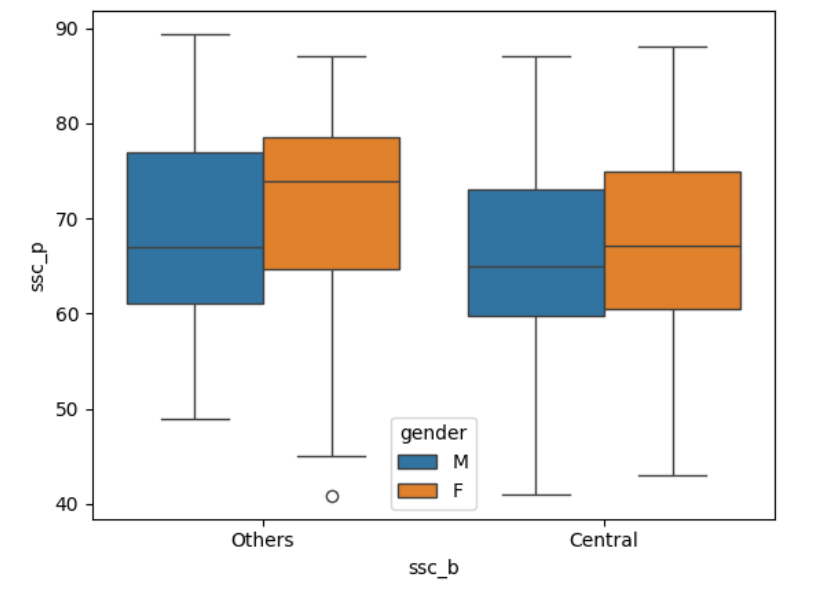 90
80
70
60
50
40
ssc_p
gender
M
F
Others
Central
ssc_b